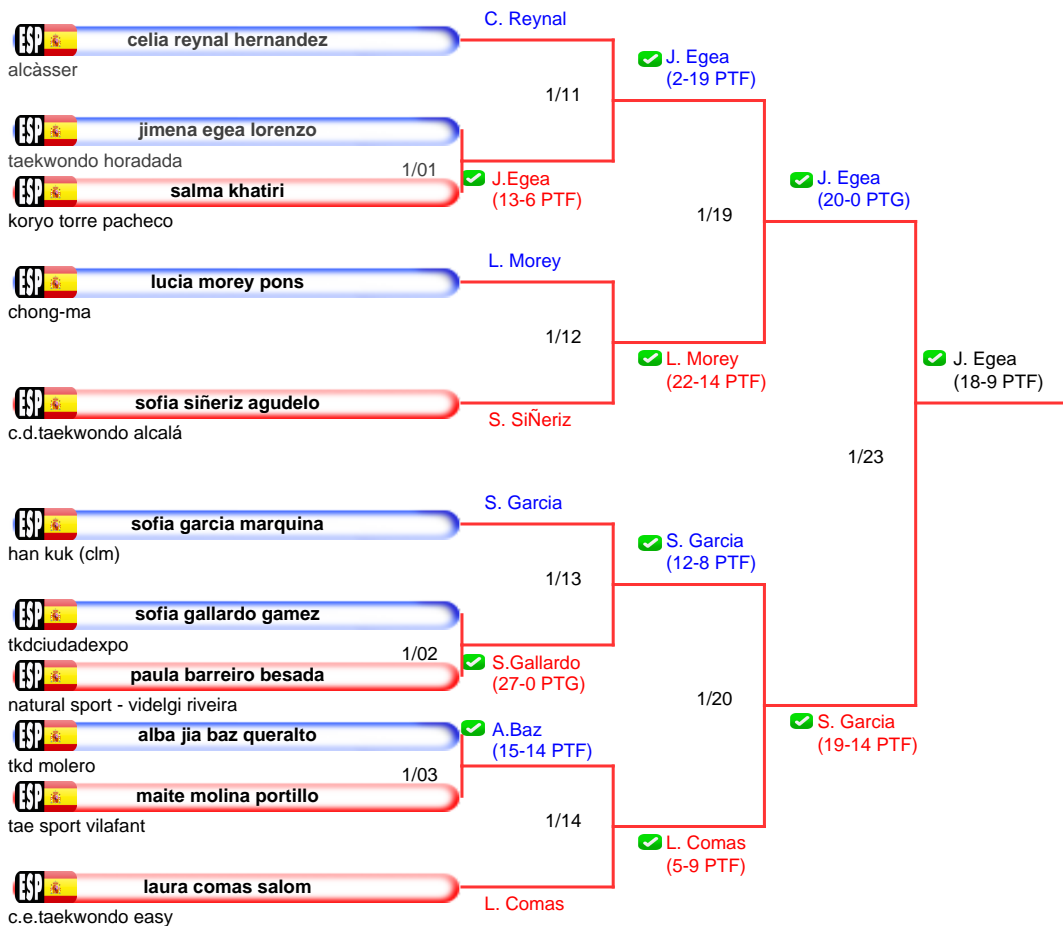 C. Reynal
ESP celia reynal hernandez
alcàsser
J. Egea
(2-19 PTF)
1/11
ESP jimena egea lorenzo
taekwondo horadada
1/01
ESP salma khatiri
koryo torre pacheco
J.Egea
(13-6 PTF)
J. Egea
(20-0 PTG)
1/19
L. Morey
ESP lucia morey pons
chong-ma
1/12
L. Morey
(22-14 PTF)
J. Egea
(18-9 PTF)
ESP sofia siñeriz agudelo
S. SiÑeriz
c.d.taekwondo alcalá
1/23
S. Garcia
ESP sofia garcia marquina
han kuk (clm)
S. Garcia
(12-8 PTF)
1/13
ESP sofia gallardo gamez
tkdciudadexpo
1/02
ESP paula barreiro besada
natural sport - videlgi riveira
S.Gallardo
(27-0 PTG)
1/20
S. Garcia
(19-14 PTF)
ESP alba jia baz queralto
tkd molero
A.Baz
(15-14 PTF)
1/03
ESP maite molina portillo
tae sport vilafant
1/14
L. Comas
(5-9 PTF)
ESP laura comas salom
L. Comas
c.e.taekwondo easy